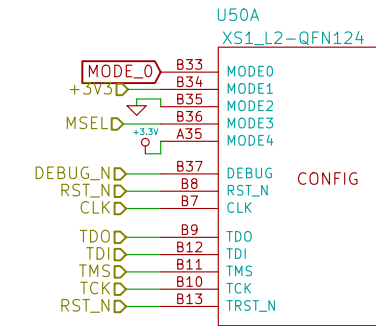 U50A
XS1_L2-QFN124
MODE_0 B33 MODE0
+3V3 B34 MODE1
B35 MODE2
MSEL B36 MODE3
+3.3V A35 MODE4
DEBUG_N B37 DEBUG
CONFIG
RST_N B8 RST_N
CLK B7 CLK
TDO B9 TDO
TDI B12 TDI
TMS B11 TMS
TCK B10 TCK
RST_N B13 TRST_N